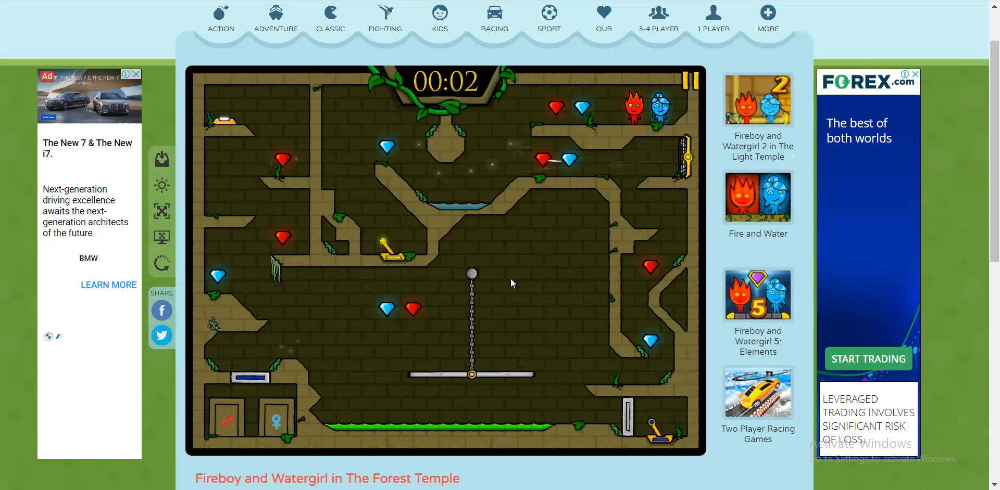 ACTION
ADVENTURE
CLASSIC
FIGHTING
KIDS
RACING
SPORT
OUR
3-4 PLAYER
1 PLAYER
MORE
Ad
THE NEW 7 & THE NEW i7
The New 7 & The New
i7.
Next-generation
driving excellence
awaits the next-
generation architects
of the future
BMW
LEARN MORE
SHARE
00:02
2
Fireboy and
Watergirl 2 in The
Light Temple
Fire and Water
5
Fireboy and
Watergirl 5:
Elements
Two Player Racing
Games
FOREX.com
The best of
both worlds
START TRADING
LEVERAGED
TRADING INVOLVES
SIGNIFICANT RISK
OF LOSS.
Activate Windows
Go to Settings to activate Windows.
Fireboy and Watergirl in The Forest Temple